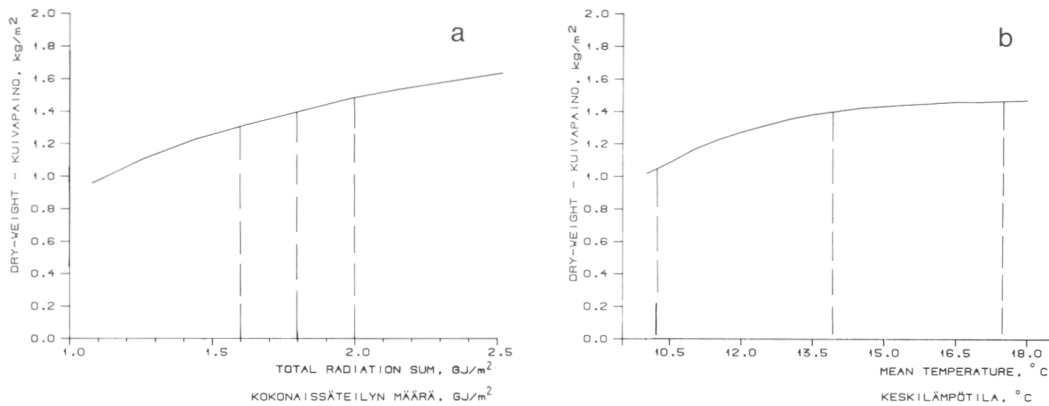 a
DRY-WEIGHT - KUIVAPAINO, kg/m²
2.0
1.8
1.6
1.4
1.2
1.0
0.8
0.6
0.4
0.2
0.0
1.0 1.5 2.0 2.5
TOTAL RADIATION SUM, GJ/m²
KOKONAISSÄTEILYN MÄÄRÄ, GJ/m²
b
DRY-WEIGHT - KUIVAPAINO, kg/m²
2.0
1.8
1.6
1.4
1.2
1.0
0.8
0.6
0.4
0.2
0.0
10.5 12.0 13.5 15.0 16.5 18.0
MEAN TEMPERATURE, °C
KESKILÄMPÖTILA, °C